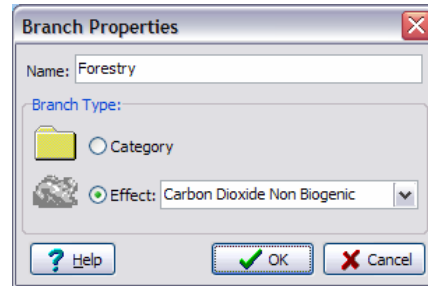 Branch Properties
Name: Forestry
Branch Type:
Category
Effect: Carbon Dioxide Non Biogenic
? Help OK Cancel